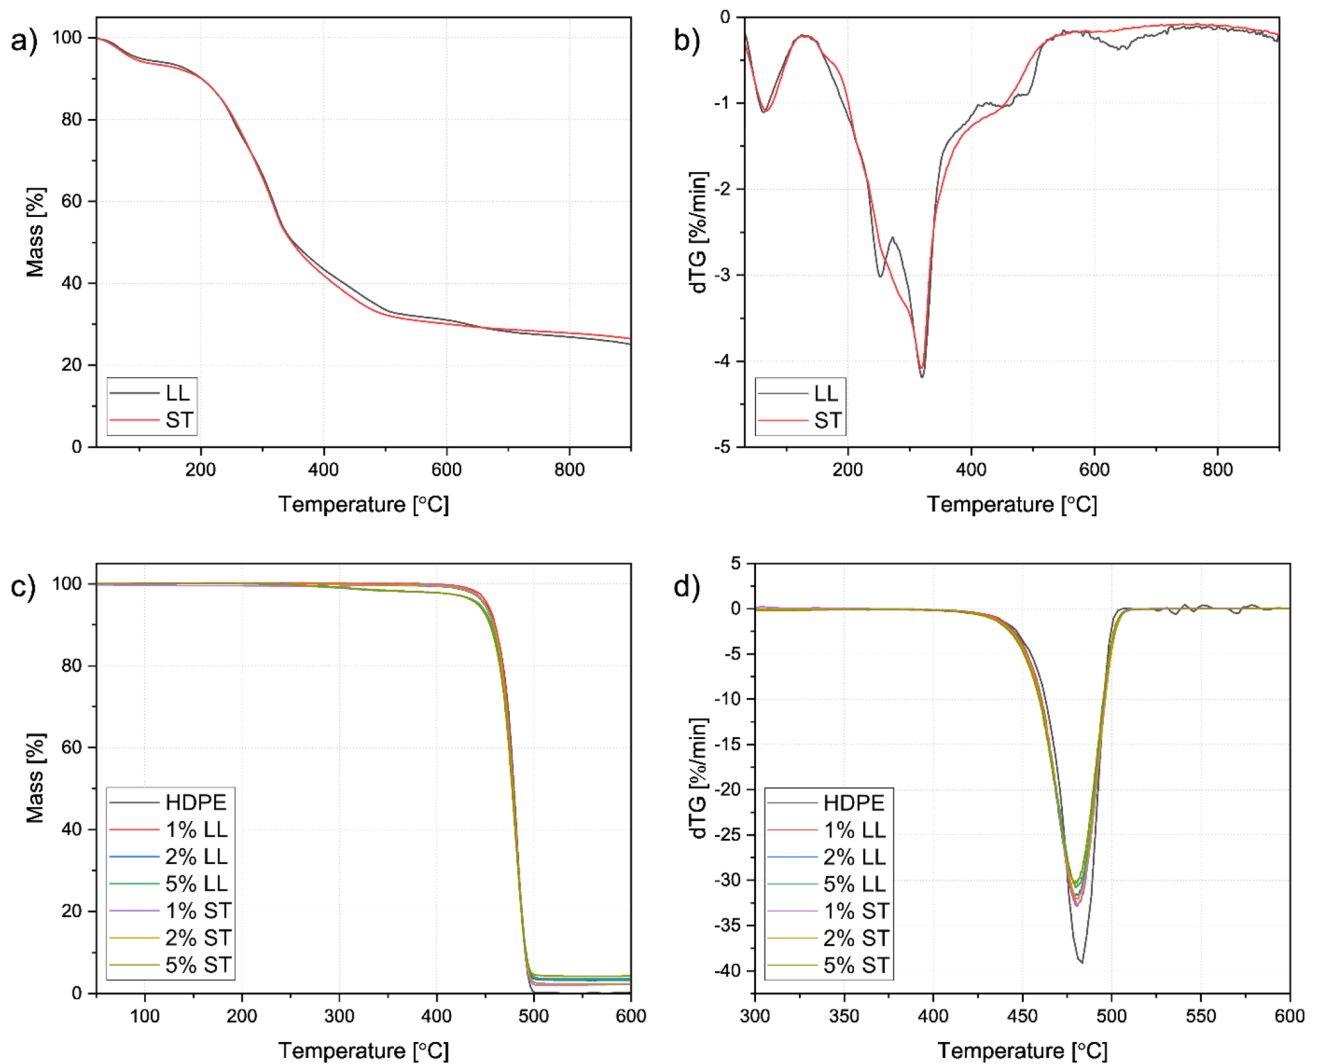 a)
100
80
60
40
20
0
Mass [%]
LL
ST
200
400
600
800
Temperature [°C]
b)
0
-1
-2
-3
-4
-5
dTG [%/min]
LL
ST
200
400
600
800
Temperature [°C]
c)
100
80
60
40
20
0
Mass [%]
HDPE
1% LL
2% LL
5% LL
1% ST
2% ST
5% ST
100
200
300
400
500
600
Temperature [°C]
d)
5
0
-5
-10
-15
-20
-25
-30
-35
-40
dTG [%/min]
HDPE
1% LL
2% LL
5% LL
1% ST
2% ST
5% ST
300
350
400
450
500
550
600
Temperature [°C]